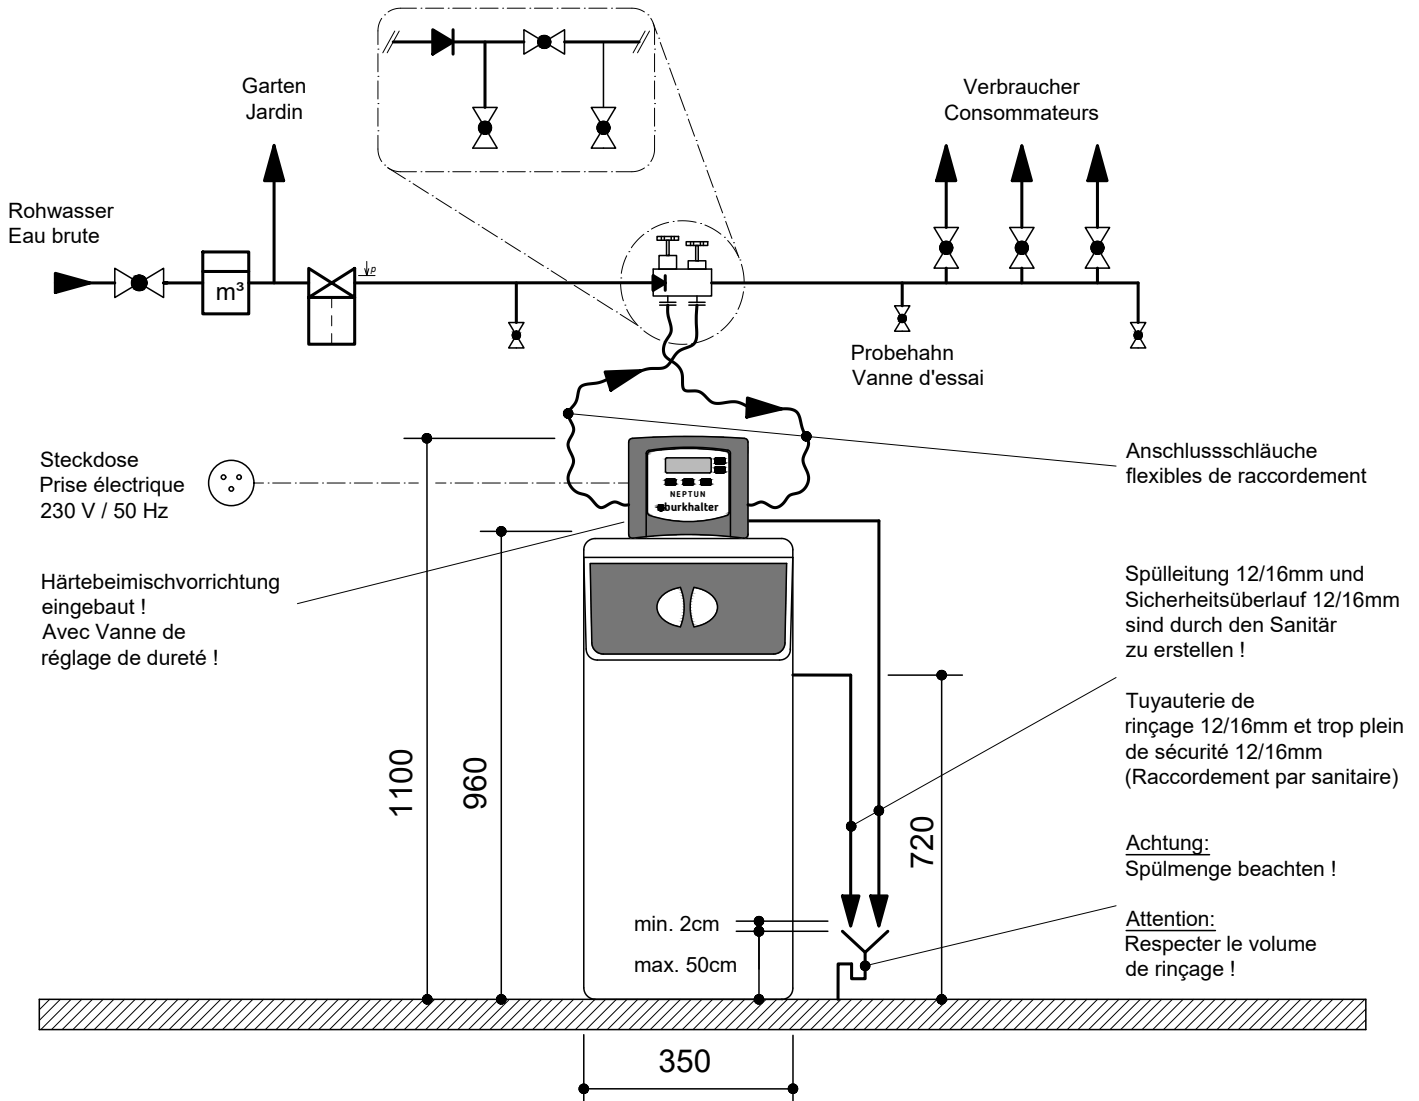 Garten
Jardin
Verbraucher
Consommateurs
Rohwasser
Eau brute
m³
p
Probehahn
Vanne d'essai
Steckdose
Prise électrique
230 V / 50 Hz
NEPTUN
burkhalter
Anschlussschläuche
flexibles de raccordement
Härtebeimischvorrichtung
eingebaut !
Avec Vanne de
réglage de dureté !
Spülleitung 12/16mm und
Sicherheitsüberlauf 12/16mm
sind durch den Sanitär
zu erstellen !
Tuyauterie de
rinçage 12/16mm et trop plein
de sécurité 12/16mm
(Raccordement par sanitaire)
1100
960
720
Achtung:
Spülmenge beachten !
min. 2cm
max. 50cm
Attention:
Respecter le volume
de rinçage !
350